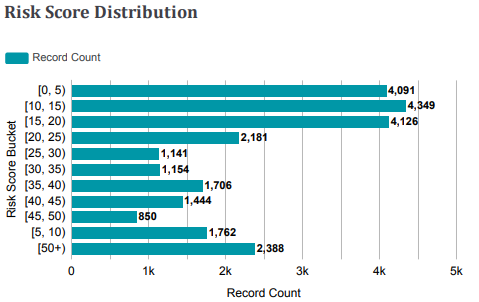 Risk Score Distribution
Record Count
Risk Score Bucket
[0, 5) 4,091
[10, 15) 4,349
[15, 20) 4,126
[20, 25) 2,181
[25, 30) 1,141
[30, 35) 1,154
[35, 40) 1,706
[40, 45) 1,444
[45, 50) 850
[5, 10) 1,762
[50+) 2,388
0 1k 2k 3k 4k 5k
Record Count